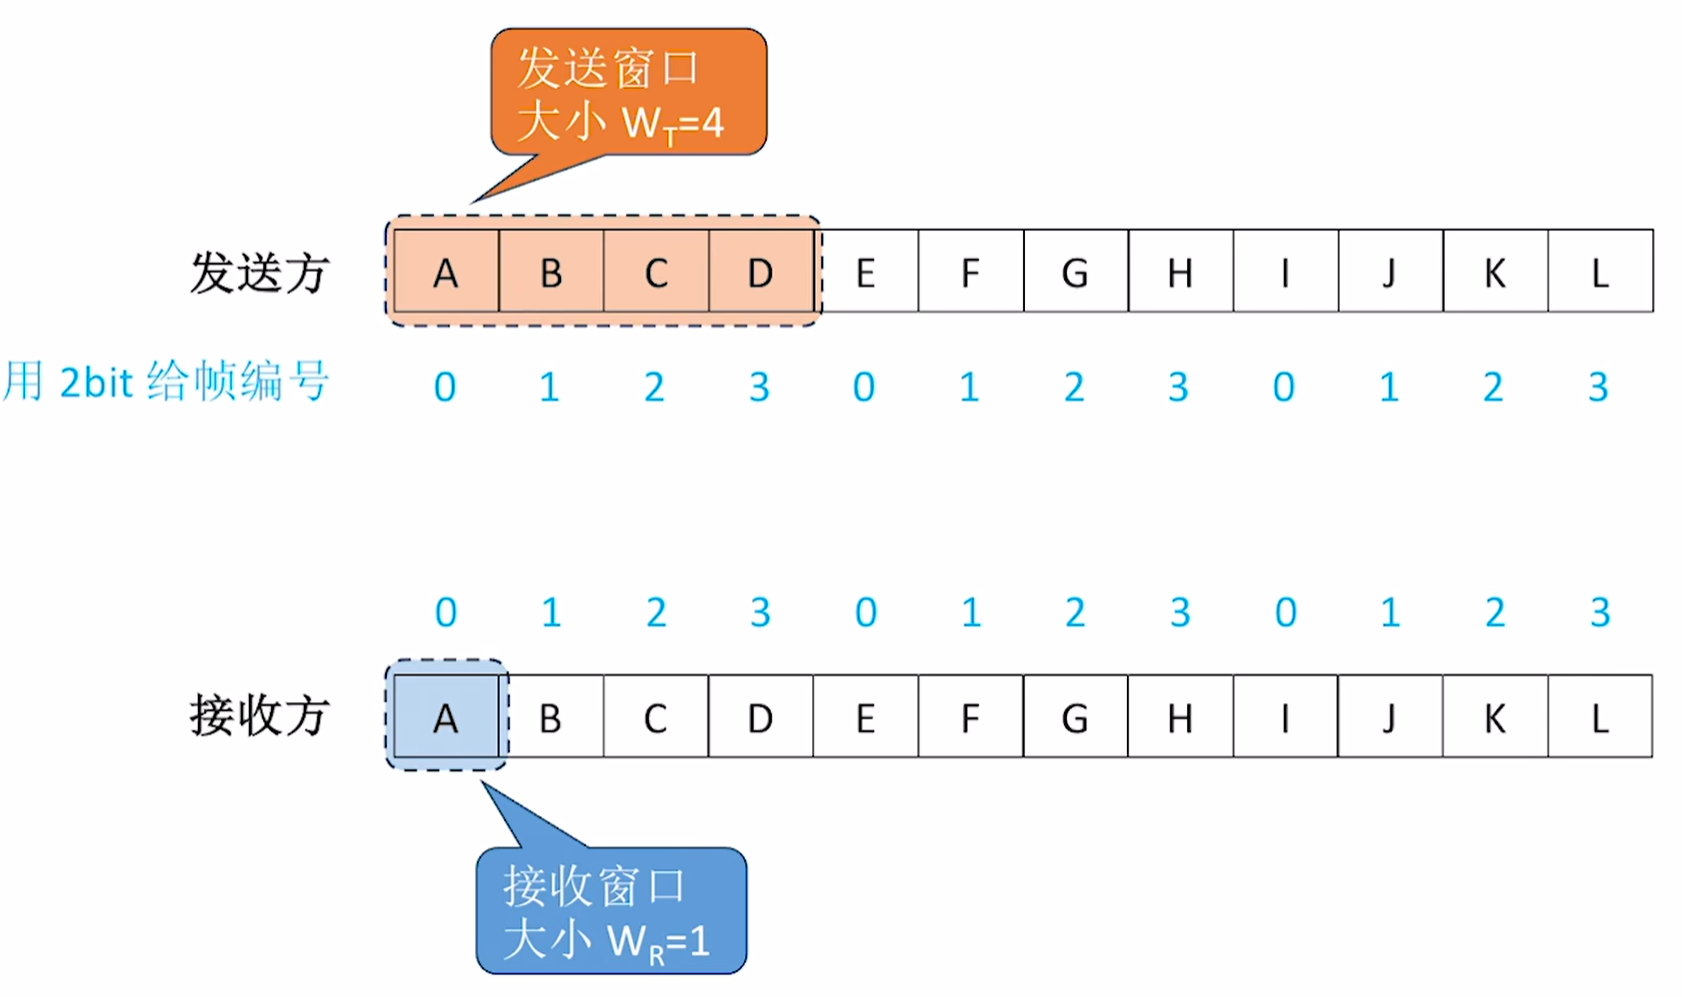 发送窗口
大小 W_T=4
发送方 A B C D E F G H I J K L
用 2bit 给帧编号 0 1 2 3 0 1 2 3 0 1 2 3
0 1 2 3 0 1 2 3 0 1 2 3
接收方 A B C D E F G H I J K L
接收窗口
大小 W_R=1